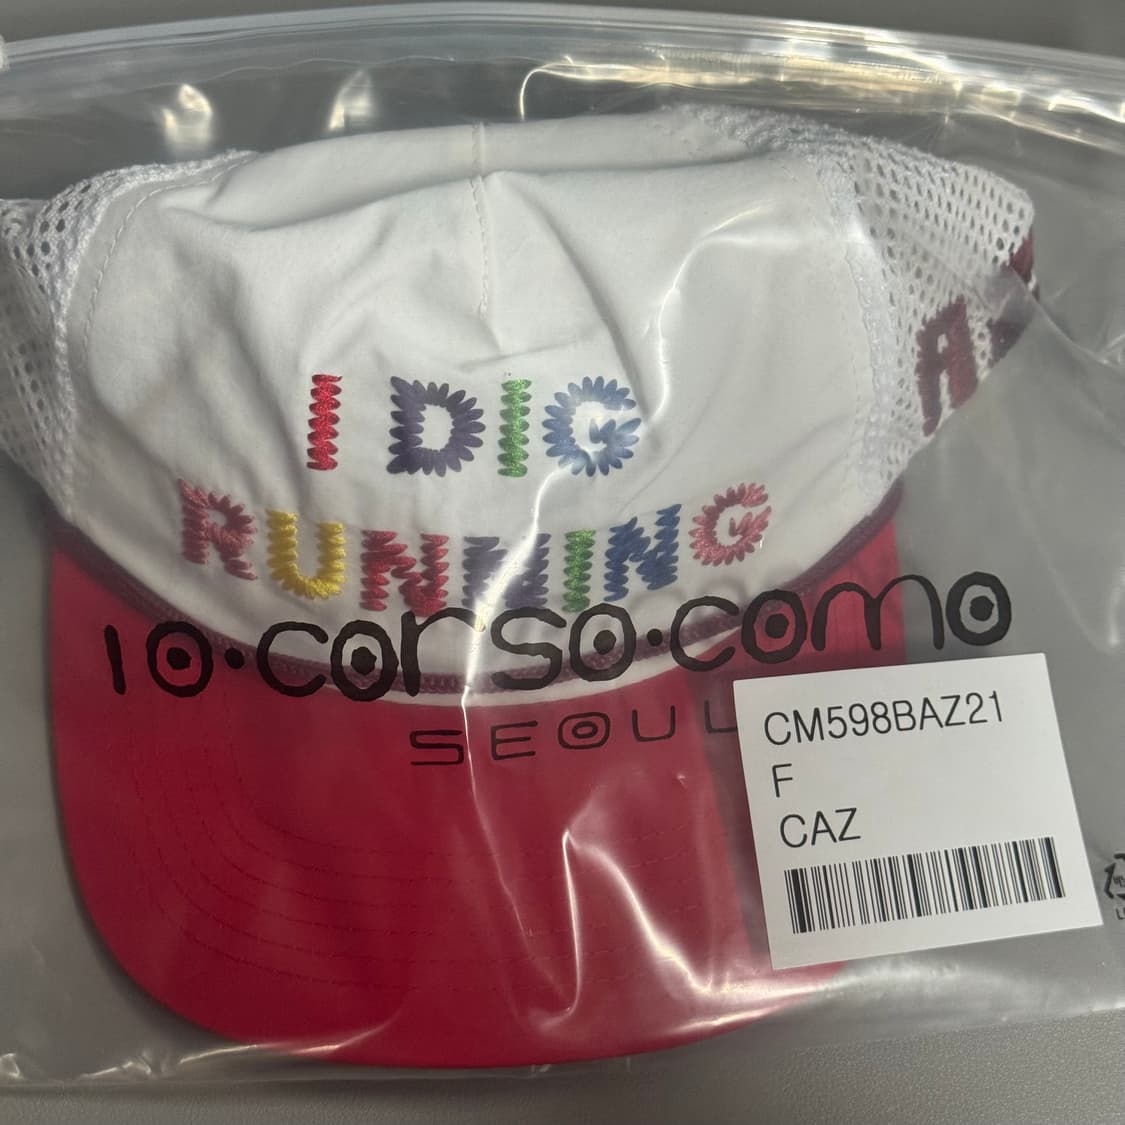 I DIG
RUNNING
10·corso·como
SEOUL
CM598BAZ21
F
CAZ